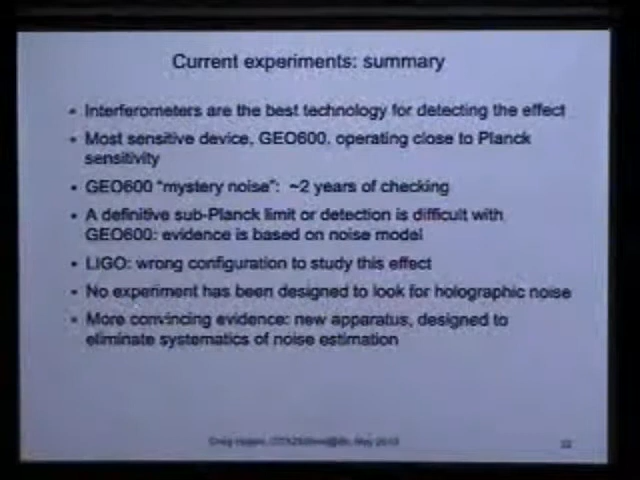 Current experiments: summary
• Interferometers are the best technology for detecting the effect
• Most sensitive device, GEO600, operating close to Planck
sensitivity
• GEO600 "mystery noise": ~2 years of checking
• A definitive sub-Planck limit or detection is difficult with
GEO600: evidence is based on noise model
• LIGO: wrong configuration to study this effect
• No experiment has been designed to look for holographic noise
• More convincing evidence: new apparatus, designed to
eliminate systematics of noise estimation
Craig Hogan, May